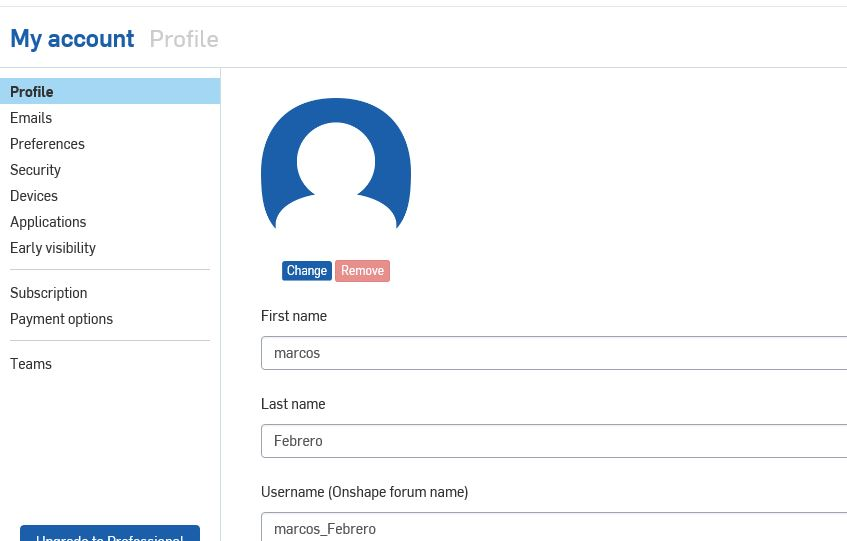 My account Profile
Profile
Emails
Preferences
Security
Devices
Applications
Early visibility
Subscription
Payment options
Teams
Upgrade to Professional
Change Remove
First name
marcos
Last name
Febrero
Username (Onshape forum name)
marcos_Febrero